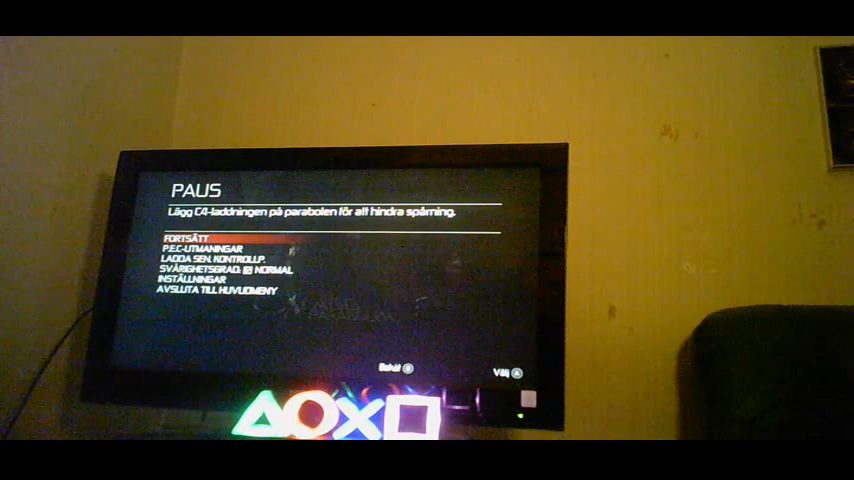 PAUS
Lägg C4-laddningen på parabolen för att hindra spårning.
FORTSÄTT
P.E.C-UTMANINGAR
LADDA SEN. KONTROLLP.
SVÅRIGHETSGRAD: NORMAL
INSTÄLLNINGAR
AVSLUTA TILL HUVUDMENY
Bakåt B
Välj A